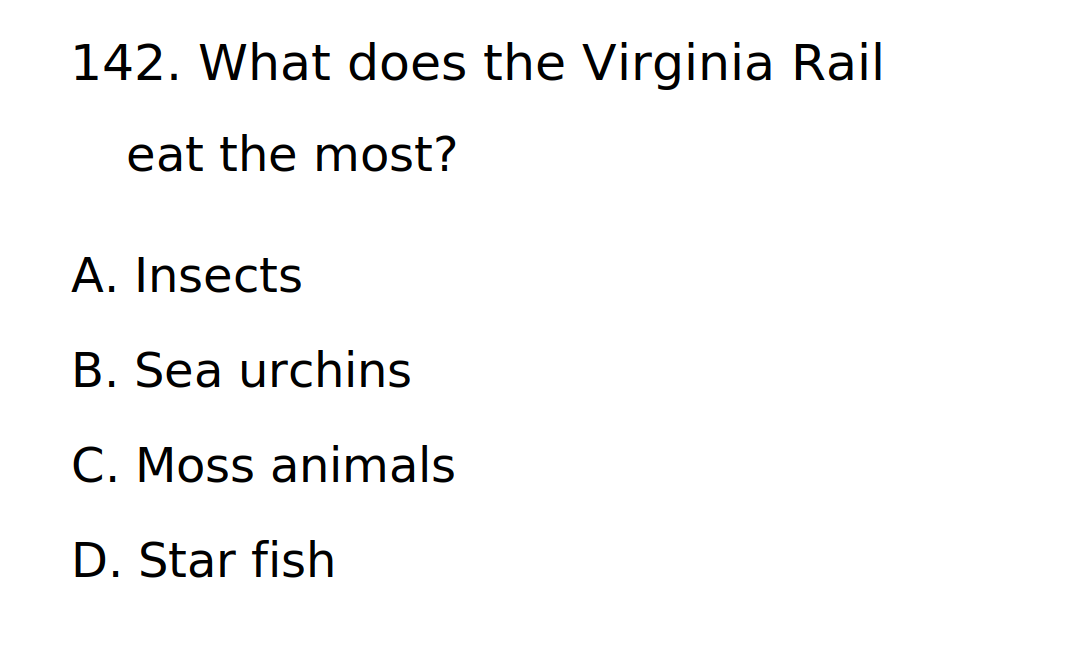 142. What does the Virginia Rail
eat the most?
A. Insects
B. Sea urchins
C. Moss animals
D. Star fish